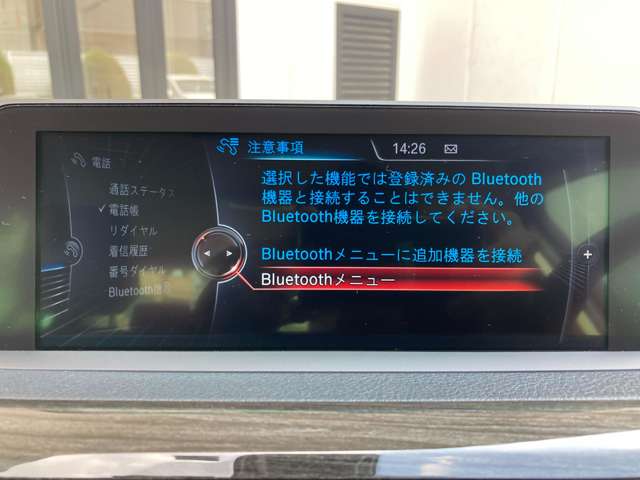 注意事項
14:26
電話
通話ステータス
電話帳
リダイヤル
着信履歴
番号ダイヤル
Bluetooth
選択した機能では登録済みの Bluetooth
機器と接続することはできません。他の
Bluetooth機器を接続してください。
Bluetoothメニューに追加機器を接続
Bluetoothメニュー